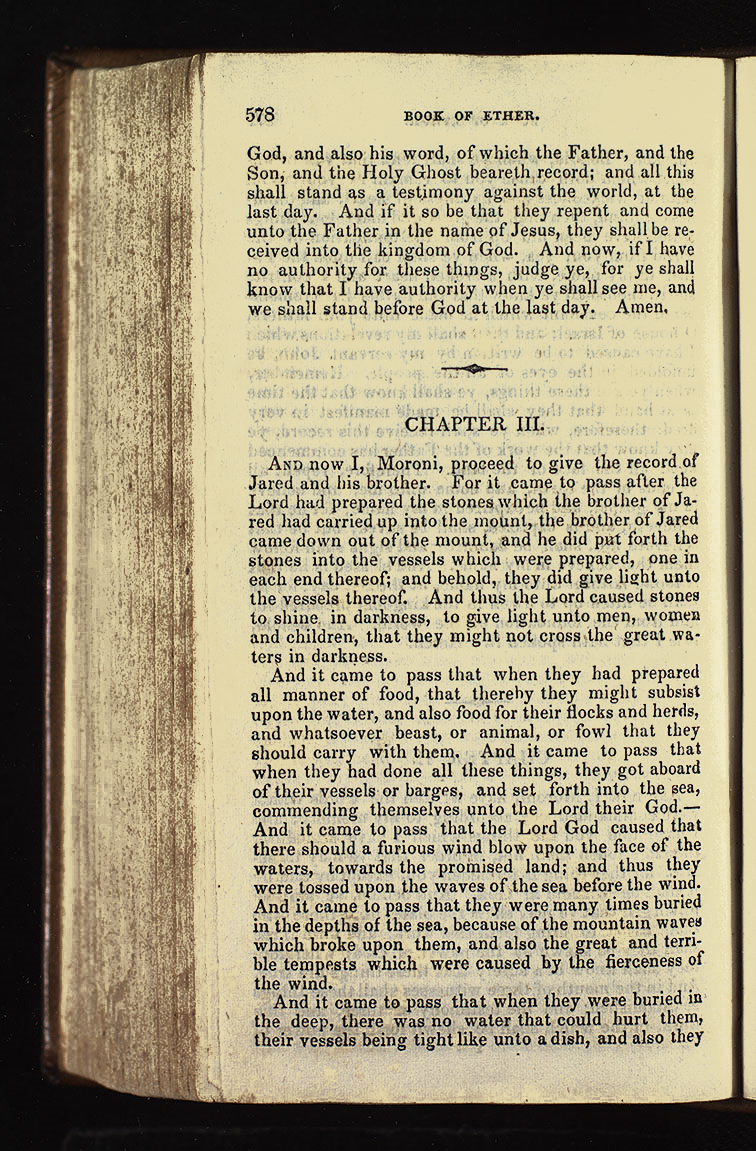 578 BOOK OF ETHER.
God, and also his word, of which the Father, and the
Son, and the Holy Ghost beareth record; and all this
shall stand as a testimony against the world, at the
last day. And if it so be that they repent and come
unto the Father in the name of Jesus, they shall be re-
ceived into the kingdom of God. And now, if I have
no authority for these things, judge ye, for ye shall
know that I have authority when ye shall see me, and
we shall stand before God at the last day. Amen.
CHAPTER III.
AND now I, Moroni, proceed to give the record of
Jared and his brother. For it came to pass after the
Lord had prepared the stones which the brother of Ja-
red had carried up into the mount, the brother of Jared
came down out of the mount, and he did put forth the
stones into the vessels which were prepared, one in
each end thereof; and behold, they did give light unto
the vessels thereof. And thus the Lord caused stones
to shine in darkness, to give light unto men, women
and children, that they might not cross the great wa-
ters in darkness.
And it came to pass that when they had prepared
all manner of food, that thereby they might subsist
upon the water, and also food for their flocks and herds,
and whatsoever beast, or animal, or fowl that they
should carry with them. And it came to pass that
when they had done all these things, they got aboard
of their vessels or barges, and set forth into the sea,
commending themselves unto the Lord their God.—
And it came to pass that the Lord God caused that
there should a furious wind blow upon the face of the
waters, towards the promised land; and thus they
were tossed upon the waves of the sea before the wind.
And it came to pass that they were many times buried
in the depths of the sea, because of the mountain waves
which broke upon them, and also the great and terri-
ble tempests which were caused by the fierceness of
the wind.
And it came to pass that when they were buried in
the deep, there was no water that could hurt them,
their vessels being tight like unto a dish, and also they